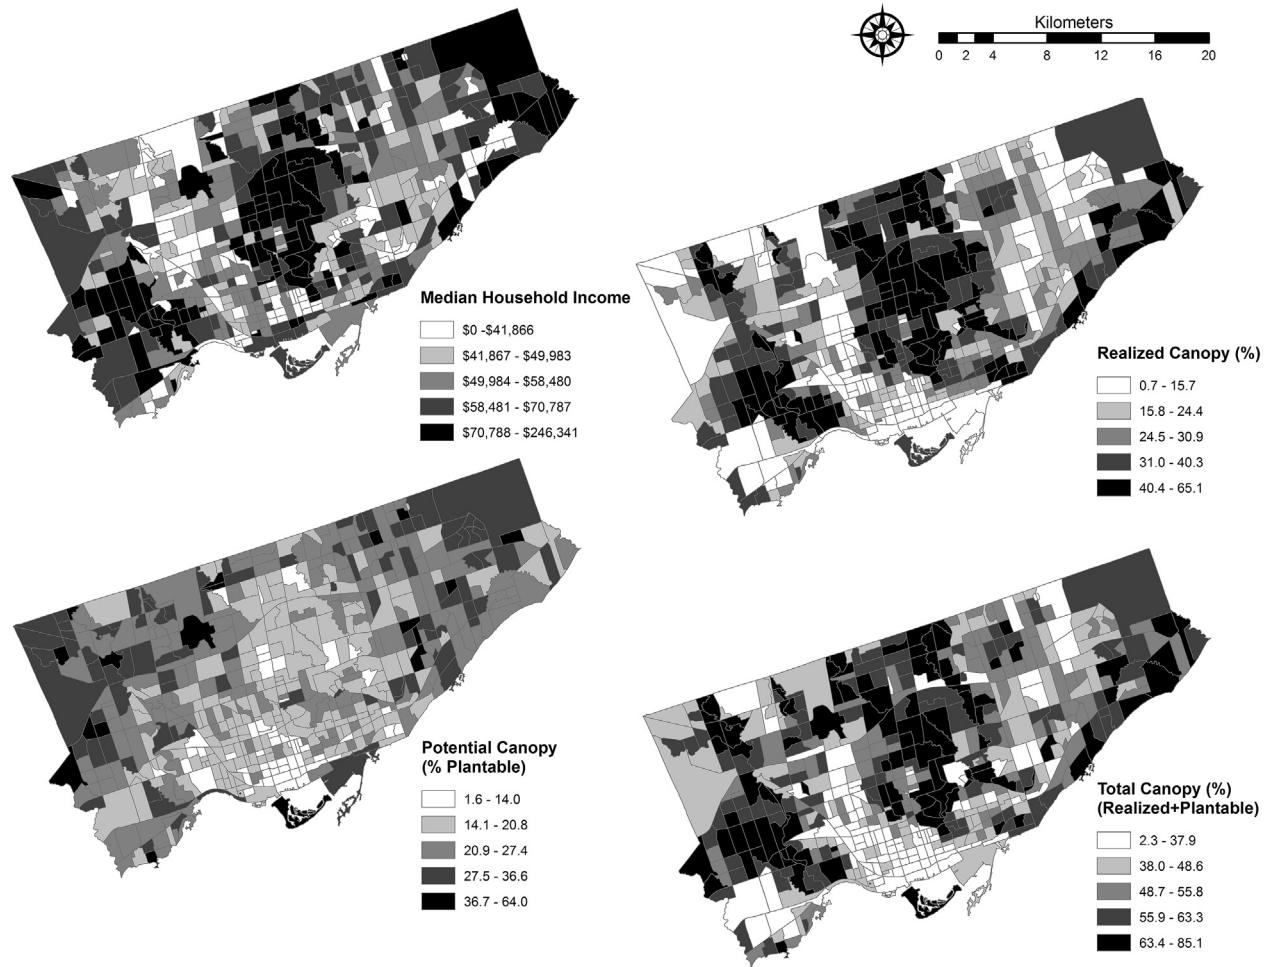 Kilometers
0 2 4 8 12 16 20
Median Household Income
$0 -$41,866
$41,867 - $49,983
$49,984 - $58,480
$58,481 - $70,787
$70,788 - $246,341
Realized Canopy (%)
0.7 - 15.7
15.8 - 24.4
24.5 - 30.9
31.0 - 40.3
40.4 - 65.1
Potential Canopy
(% Plantable)
1.6 - 14.0
14.1 - 20.8
20.9 - 27.4
27.5 - 36.6
36.7 - 64.0
Total Canopy (%)
(Realized+Plantable)
2.3 - 37.9
38.0 - 48.6
48.7 - 55.8
55.9 - 63.3
63.4 - 85.1